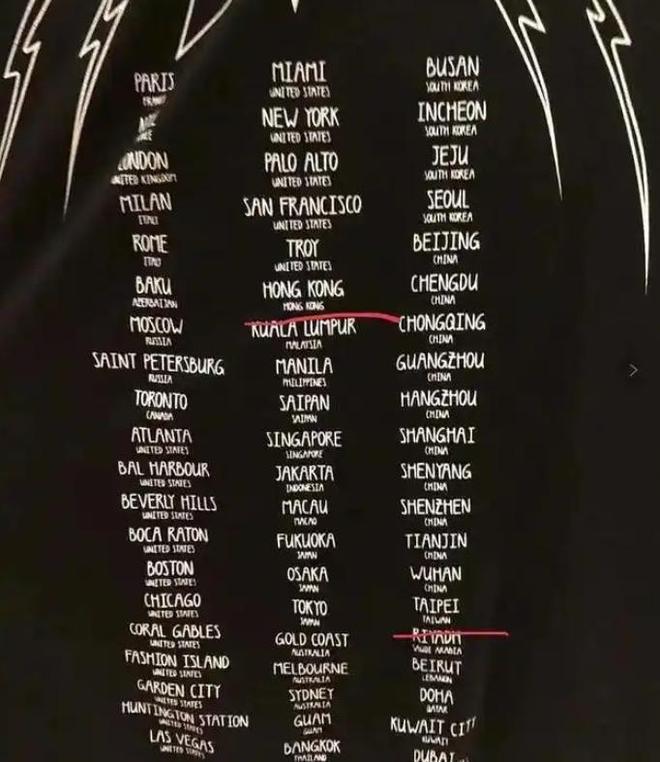 PARIS
LONDON
UNITED KINGDOM
MILAN
ITALY
ROME
ITALY
BAKU
AZERBAIJAN
MOSCOW
RUSSIA
SAINT PETERSBURG
RUSSIA
TORONTO
CANADA
ATLANTA
UNITED STATES
BAL HARBOUR
UNITED STATES
BEVERLY HILLS
UNITED STATES
BOCA RATON
UNITED STATES
BOSTON
UNITED STATES
CHICAGO
UNITED STATES
CORAL GABLES
UNITED STATES
FASHION ISLAND
UNITED STATES
GARDEN CITY
UNITED STATES
HUNTINGTON STATION
UNITED STATES
LAS VEGAS
UNITED STATES
MIAMI
UNITED STATES
NEW YORK
UNITED STATES
PALO ALTO
UNITED STATES
SAN FRANCISCO
UNITED STATES
TROY
UNITED STATES
HONG KONG
HONG KONG
KUALA LUMPUR
MALAYSIA
MANILA
PHILIPPINES
SAIPAN
SAIPAN
SINGAPORE
SINGAPORE
JAKARTA
INDONESIA
MACAU
MACAO
FUKUOKA
JAPAN
OSAKA
JAPAN
TOKYO
JAPAN
GOLD COAST
AUSTRALIA
MELBOURNE
AUSTRALIA
SYDNEY
AUSTRALIA
GUAM
GUAM
BANGKOK
THAILAND
BUSAN
SOUTH KOREA
INCHEON
SOUTH KOREA
JEJU
SOUTH KOREA
SEOUL
SOUTH KOREA
BEIJING
CHINA
CHENGDU
CHINA
CHONGQING
CHINA
GUANGZHOU
CHINA
HANGZHOU
CHINA
SHANGHAI
CHINA
SHENYANG
CHINA
SHENZHEN
CHINA
TIANJIN
CHINA
WUHAN
CHINA
TAIPEI
TAIWAN
RIYADH
SAUDI ARABIA
BEIRUT
LEBANON
DOHA
QATAR
KUWAIT CITY
KUWAIT
DUBAI